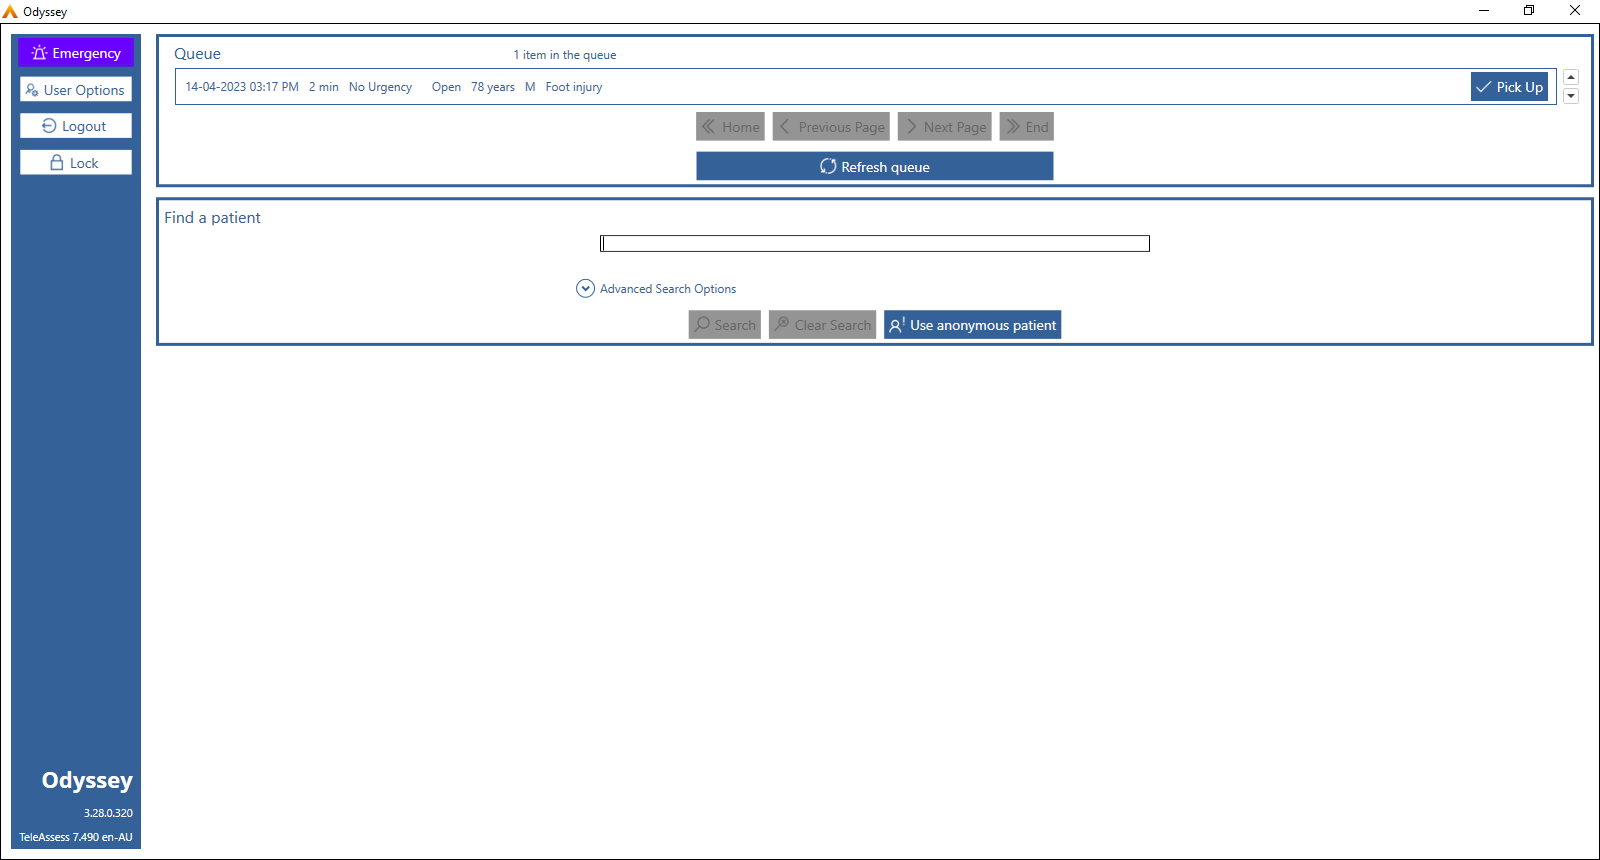 Odyssey
Emergency
User Options
Logout
Lock
Queue 1 item in the queue
14-04-2023 03:17 PM 2 min No Urgency Open 78 years M Foot injury Pick Up
Home Previous Page Next Page End
Refresh queue
Find a patient
Advanced Search Options
Search Clear Search Use anonymous patient
Odyssey
3.28.0.320
TeleAssess 7.490 en-AU